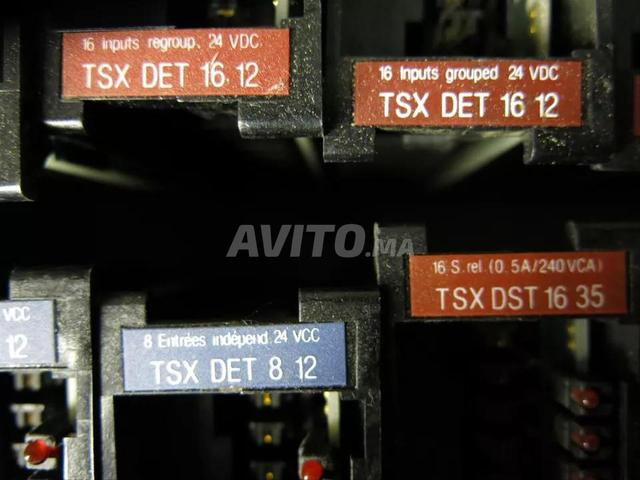 16 Inputs regroup. 24 VDC
TSX DET 16 12
16 Inputs grouped 24 VDC
TSX DET 16 12
AVITO.MA
16 S. rel. (0. 5A/240 VCA)
TSX DST 16 35
VCC
12
8 Entrées indépend. 24 VCC
TSX DET 8 12